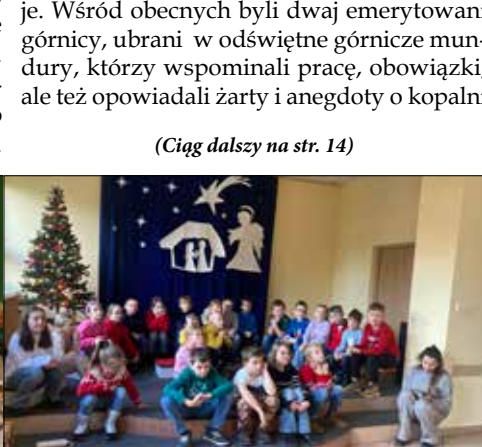 je. Wśród obecnych byli dwaj emerytowani
górnicy, ubrani w odświętne górnicze mun-
dury, którzy wspominali pracę, obowiązki,
ale też opowiadali żarty i anegdoty o kopalni
(Ciąg dalszy na str. 14)